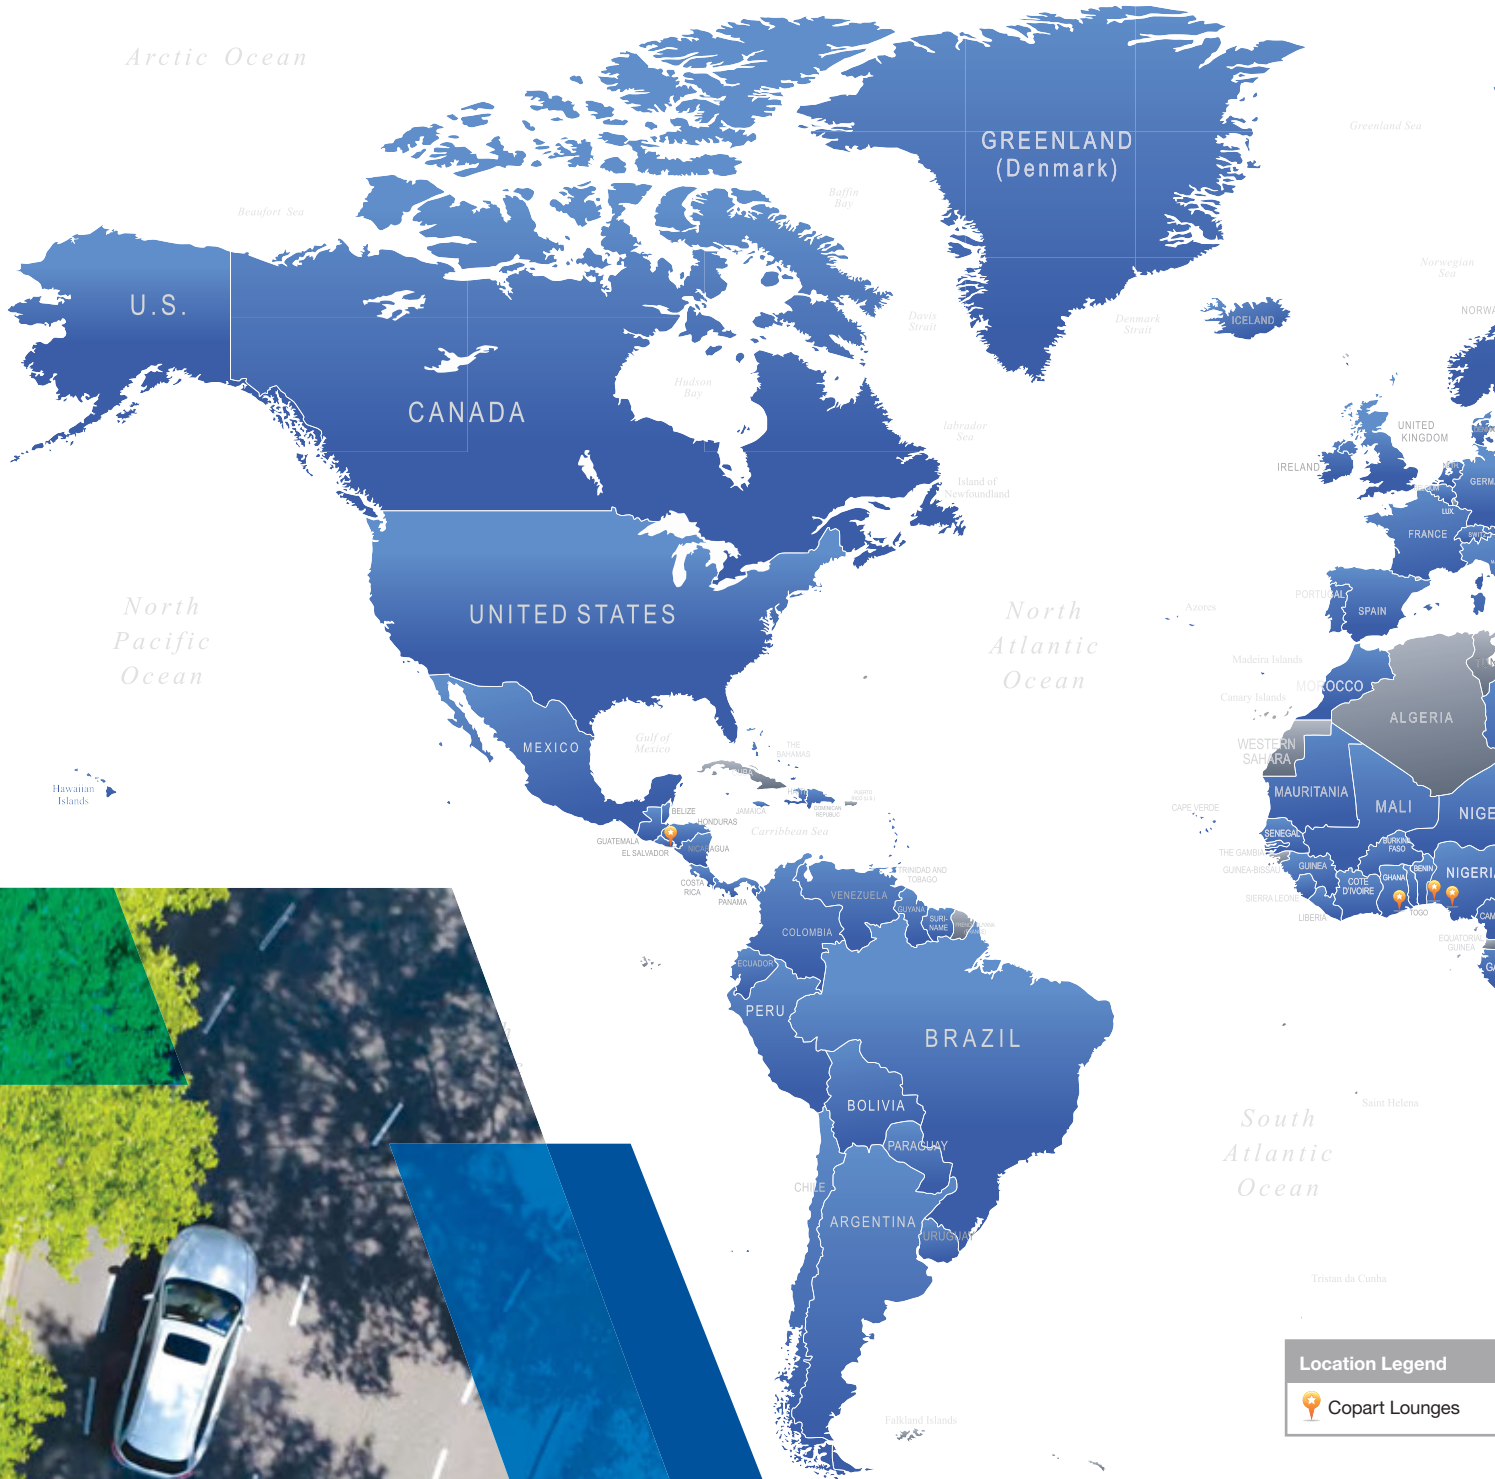 Arctic Ocean
GREENLAND
(Denmark)
Greenland Sea
Baffin
Bay
Beaufort Sea
Norwegian
Sea
U.S.
Davis
Strait
Denmark
Strait
ICELAND
Hudson
Bay
CANADA
labrador
Sea
UNITED
KINGDOM
IRELAND
Island of
Newfoundland
LUX.
FRANCE
North
Pacific
Ocean
UNITED STATES
North
Atlantic
Ocean
Azores
PORTUGAL
SPAIN
Madeira Islands
Canary Islands
MOROCCO
ALGERIA
Gulf of
Mexico
MEXICO
THE
BAHAMAS
CUBA
WESTERN
SAHARA
Hawaiian
Islands
HAITI
DOMINICAN
REPUBLIC
JAMAICA
BELIZE
HONDURAS
GUATEMALA
EL SALVADOR
NICARAGUA
Carribbean Sea
CAPE VERDE
MAURITANIA
MALI
SENEGAL
THE GAMBIA
GUINEA-BISSAU
GUINEA
BURKINA
FASO
BENIN
GHANA
COTE
D'IVOIRE
SIERRA LEONE
LIBERIA
TOGO
EQUATORIAL
GUINEA
COSTA
RICA
PANAMA
TRINIDAD AND
TOBAGO
VENEZUELA
GUYANA
SURI-
NAME
COLOMBIA
ECUADOR
PERU
BRAZIL
BOLIVIA
PARAGUAY
CHILE
ARGENTINA
URUGUAY
South
Atlantic
Ocean
Saint Helena
Tristan da Cunha
Falkland Islands
Location Legend
Copart Lounges